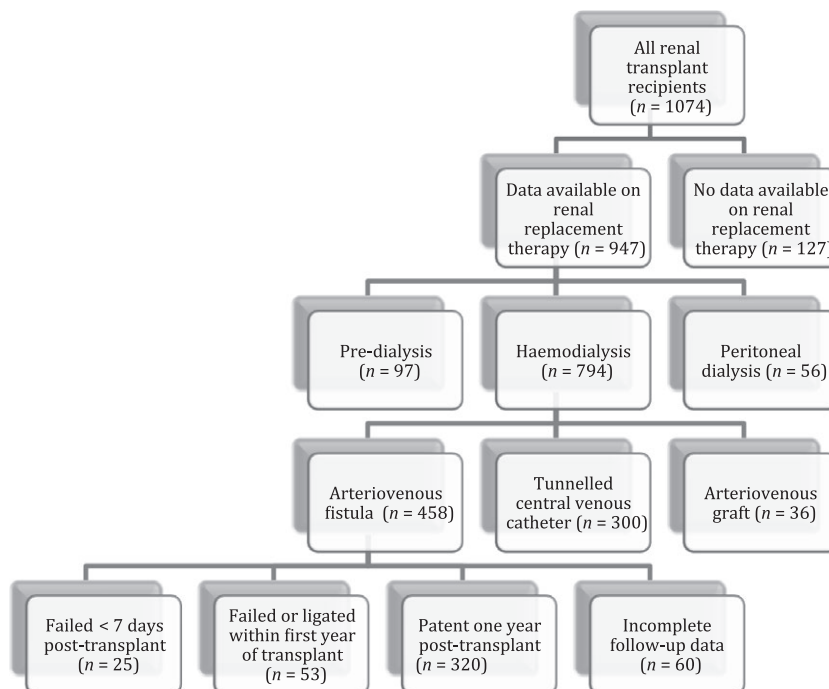 All renal
transplant
recipients
(n = 1074)
Data available on
renal
replacement
therapy (n = 947)
No data available
on renal
replacement
therapy (n = 127)
Pre-dialysis
(n = 97)
Haemodialysis
(n = 794)
Peritoneal
dialysis (n = 56)
Arteriovenous
fistula (n = 458)
Tunnelled
central venous
catheter (n = 300)
Arteriovenous
graft (n = 36)
Failed < 7 days
post-transplant
(n = 25)
Failed or ligated
within first year
of transplant
(n = 53)
Patent one year
post-transplant
(n = 320)
Incomplete
follow-up data
(n = 60)